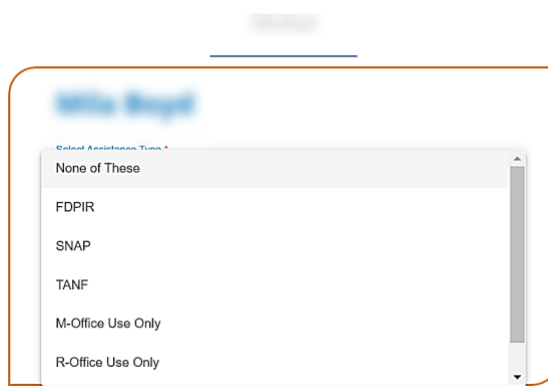 Select Assistance Type *
None of These
FDPIR
SNAP
TANF
M-Office Use Only
R-Office Use Only